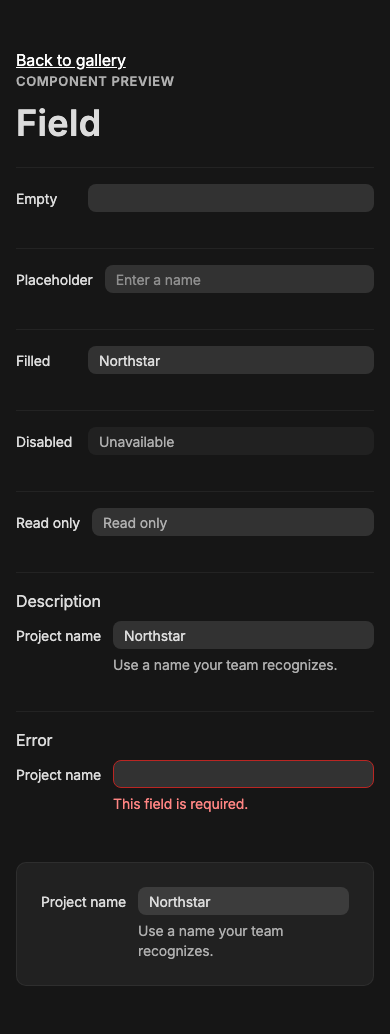 Back to gallery
COMPONENT PREVIEW
Field
Empty
Placeholder Enter a name
Filled Northstar
Disabled Unavailable
Read only Read only
Description
Project name Northstar
Use a name your team recognizes.
Error
Project name
This field is required.
Project name Northstar
Use a name your team
recognizes.